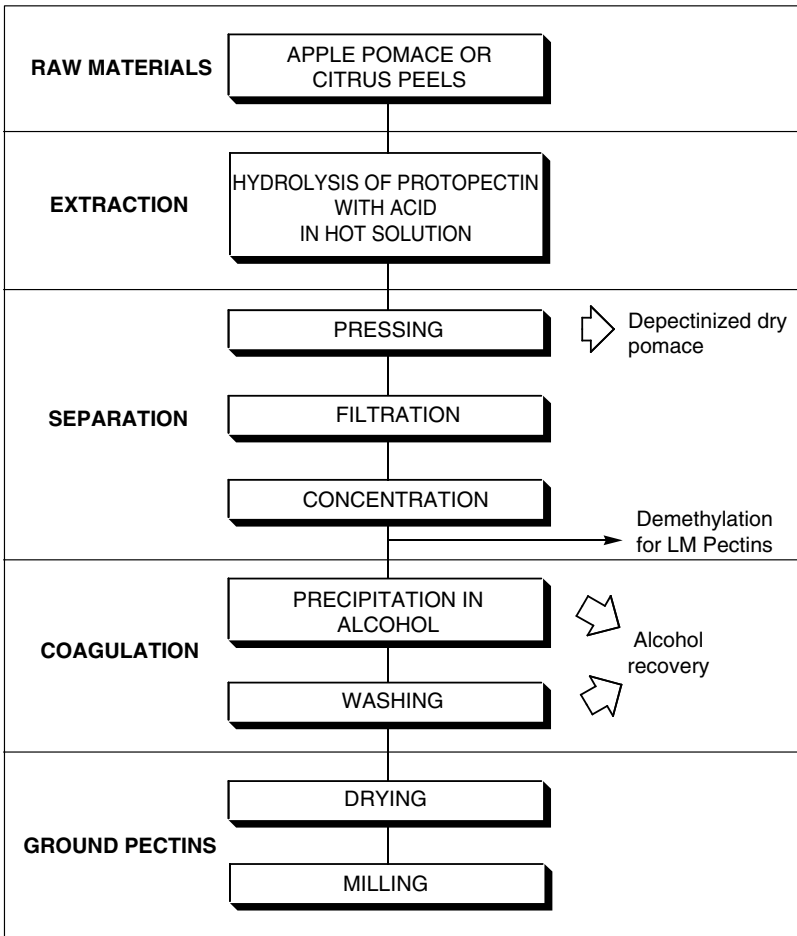 RAW MATERIALS
APPLE POMACE OR
CITRUS PEELS
EXTRACTION
HYDROLYSIS OF PROTOPECTIN
WITH ACID
IN HOT SOLUTION
SEPARATION
PRESSING
Depectinized dry
pomace
FILTRATION
CONCENTRATION
Demethylation
for LM Pectins
COAGULATION
PRECIPITATION IN
ALCOHOL
Alcohol
recovery
WASHING
GROUND PECTINS
DRYING
MILLING